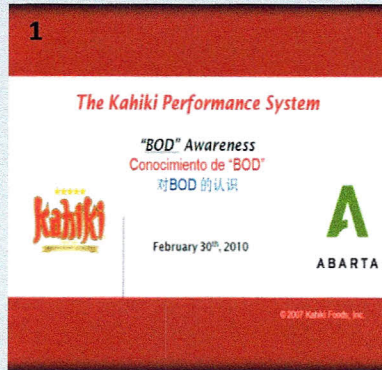 1
The Kahiki Performance System
"BOD" Awareness
Conocimiento de "BOD"
对BOD 的认识
Kahiki
February 30th, 2010
ABARTA
© 2007 Kahiki Foods, Inc.